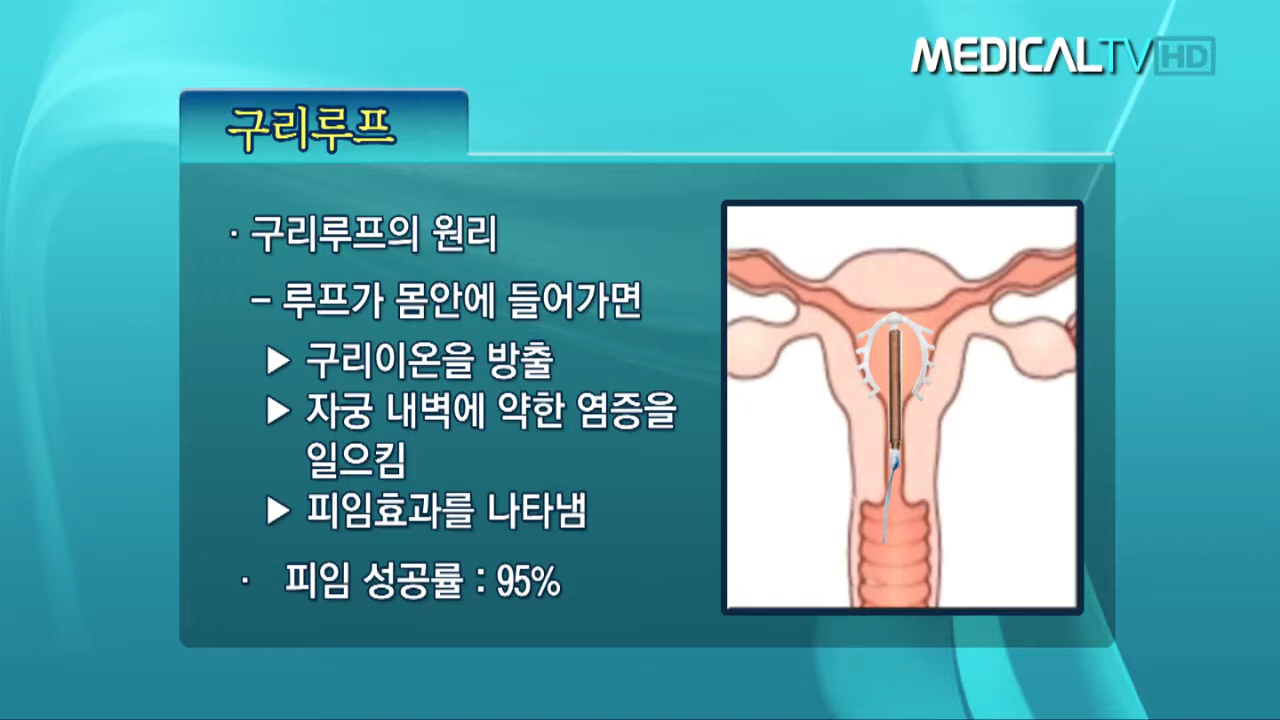 MEDICALTV HD
구리루프
· 구리루프의 원리
- 루프가 몸안에 들어가면
▶ 구리이온을 방출
▶ 자궁 내벽에 약한 염증을
일으킴
▶ 피임효과를 나타냄
· 피임 성공률 : 95%